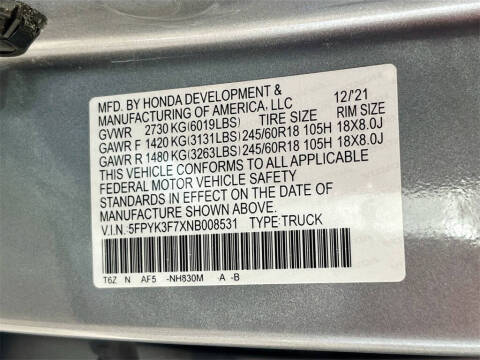 MFD. BY HONDA DEVELOPMENT &
MANUFACTURING OF AMERICA, LLC 12/'21
GVWR 2730 KG(6019LBS) TIRE SIZE RIM SIZE
GAWR F 1420 KG(3131LBS) 245/60R18 105H 18X8.0J
GAWR R 1480 KG(3263LBS) 245/60R18 105H 18X8.0J
THIS VEHICLE CONFORMS TO ALL APPLICABLE
FEDERAL MOTOR VEHICLE SAFETY
STANDARDS IN EFFECT ON THE DATE OF
MANUFACTURE SHOWN ABOVE.
V.I.N.:5FPYK3F7XNB008531 TYPE:TRUCK
T6Z N AF5 -NH830M -A -B